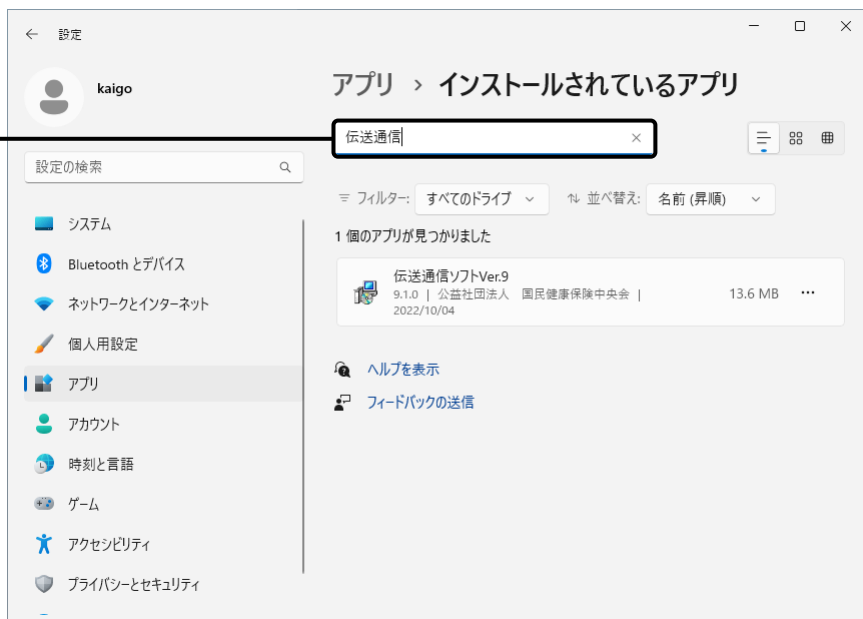 設定
kaigo
設定の検索
システム
Bluetooth とデバイス
ネットワークとインターネット
個人用設定
アプリ
アカウント
時刻と言語
ゲーム
アクセシビリティ
プライバシーとセキュリティ
アプリ › インストールされているアプリ
伝送通信
フィルター: すべてのドライブ 並べ替え: 名前 (昇順)
1 個のアプリが見つかりました
伝送通信ソフトVer.9
9.1.0 | 公益社団法人 国民健康保険中央会 |
2022/10/04
13.6 MB
ヘルプを表示
フィードバックの送信